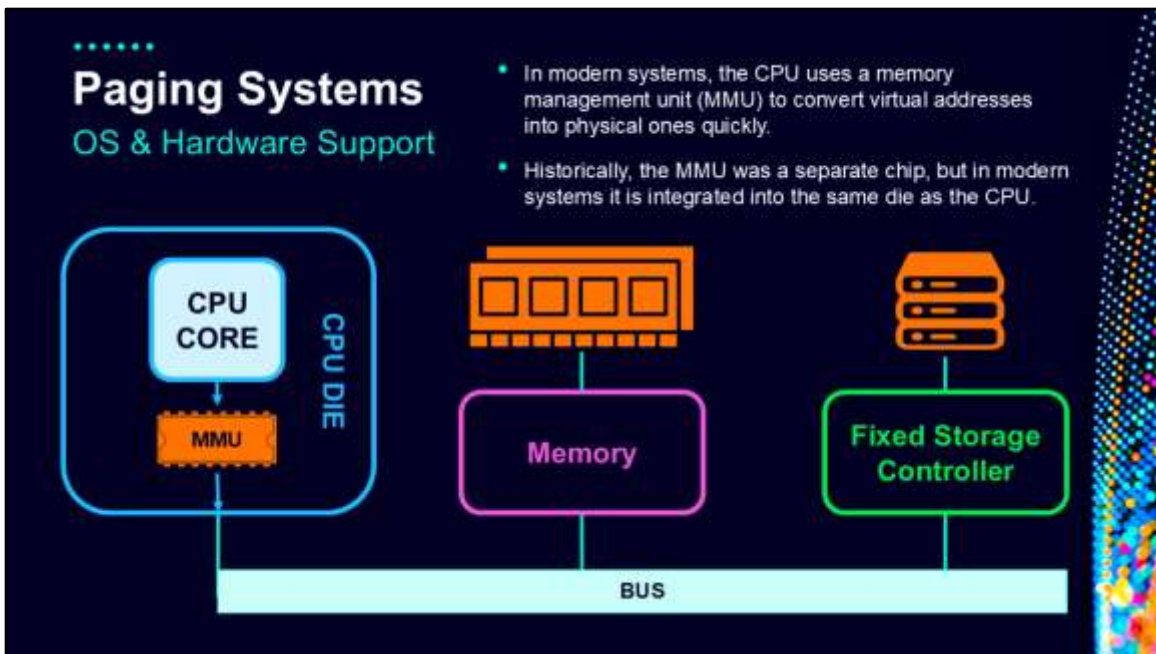 Paging Systems
OS & Hardware Support
• In modern systems, the CPU uses a memory
management unit (MMU) to convert virtual addresses
into physical ones quickly.
• Historically, the MMU was a separate chip, but in modern
systems it is integrated into the same die as the CPU.
CPU
CORE
CPU DIE
MMU
Memory
Fixed Storage
Controller
BUS